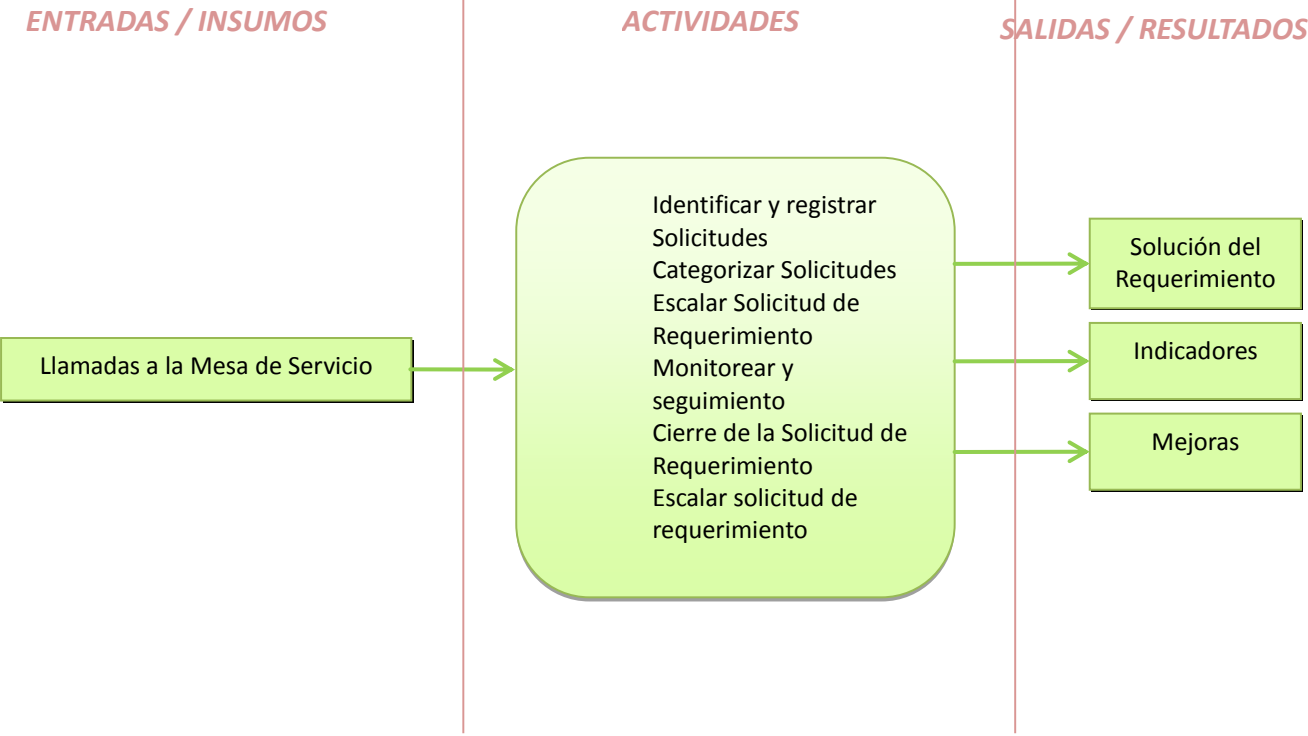 ENTRADAS / INSUMOS
ACTIVIDADES
SALIDAS / RESULTADOS
Llamadas a la Mesa de Servicio
Identificar y registrar
Solicitudes
Categorizar Solicitudes
Escalar Solicitud de
Requerimiento
Monitorear y
seguimiento
Cierre de la Solicitud de
Requerimiento
Escalar solicitud de
requerimiento
Solución del
Requerimiento
Indicadores
Mejoras